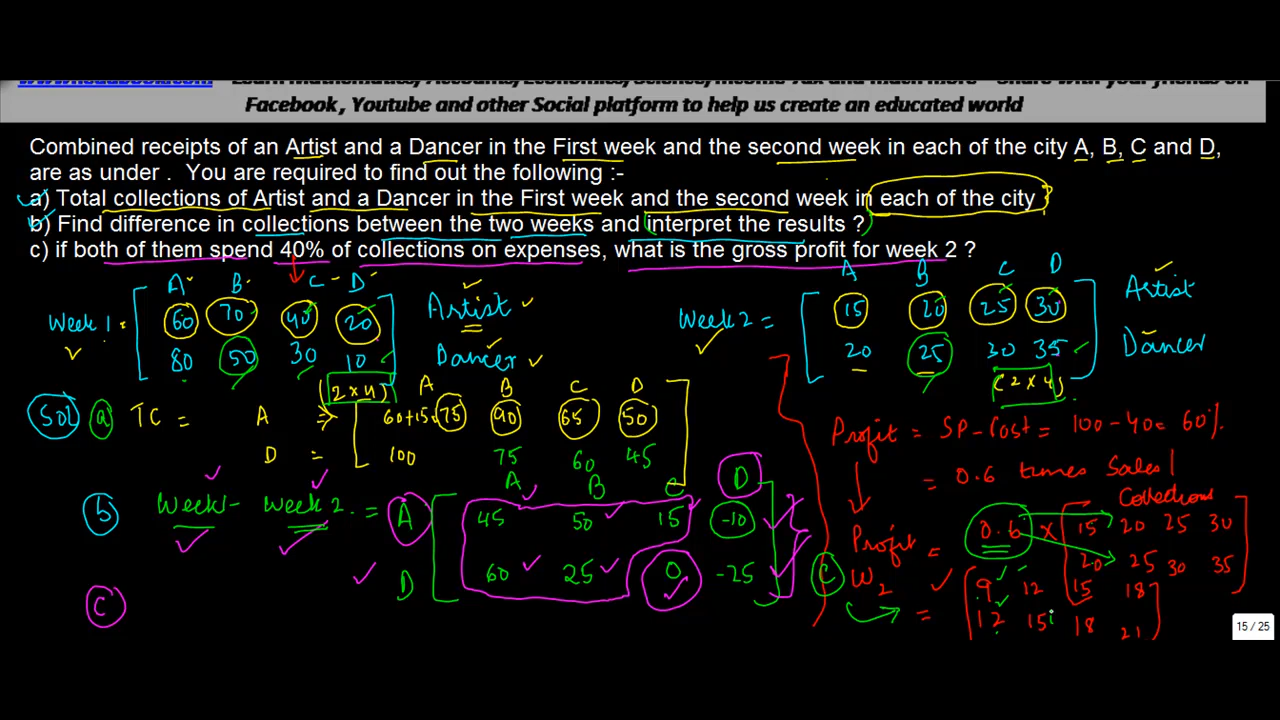 Facebook, Youtube and other Social platform to help us create an educated world
Combined receipts of an Artist and a Dancer in the First week and the second week in each of the city A, B, C and D,
are as under . You are required to find out the following :-
a) Total collections of Artist and a Dancer in the First week and the second week in each of the city ?
b) Find difference in collections between the two weeks and interpret the results ?
c) if both of them spend 40% of collections on expenses, what is the gross profit for week 2 ?
A B C D
Week 1 =
60 70 40 20 Artist
80 50 30 10 Dancer
(2 x 4)
A B C D
Week 2 =
15 20 25 30 Artist
20 25 30 35 Dancer
(2 x 4)
Sol
a TC =
A B C D
A ⇒ 60+15= 75 90 65 50
D = 100 75 60 45
b Week 1 - Week 2 =
A B C D
A 45 50 15 -10
D 60 25 0 -25
C
Profit = SP - Cost = 100 - 40 = 60%
= 0.6 times Sales |
Collections
C
Profit W2 = 0.6 x
15 20 25 30
20 25 30 35
= 9 12 15 18
12 15 18 21
15 / 25